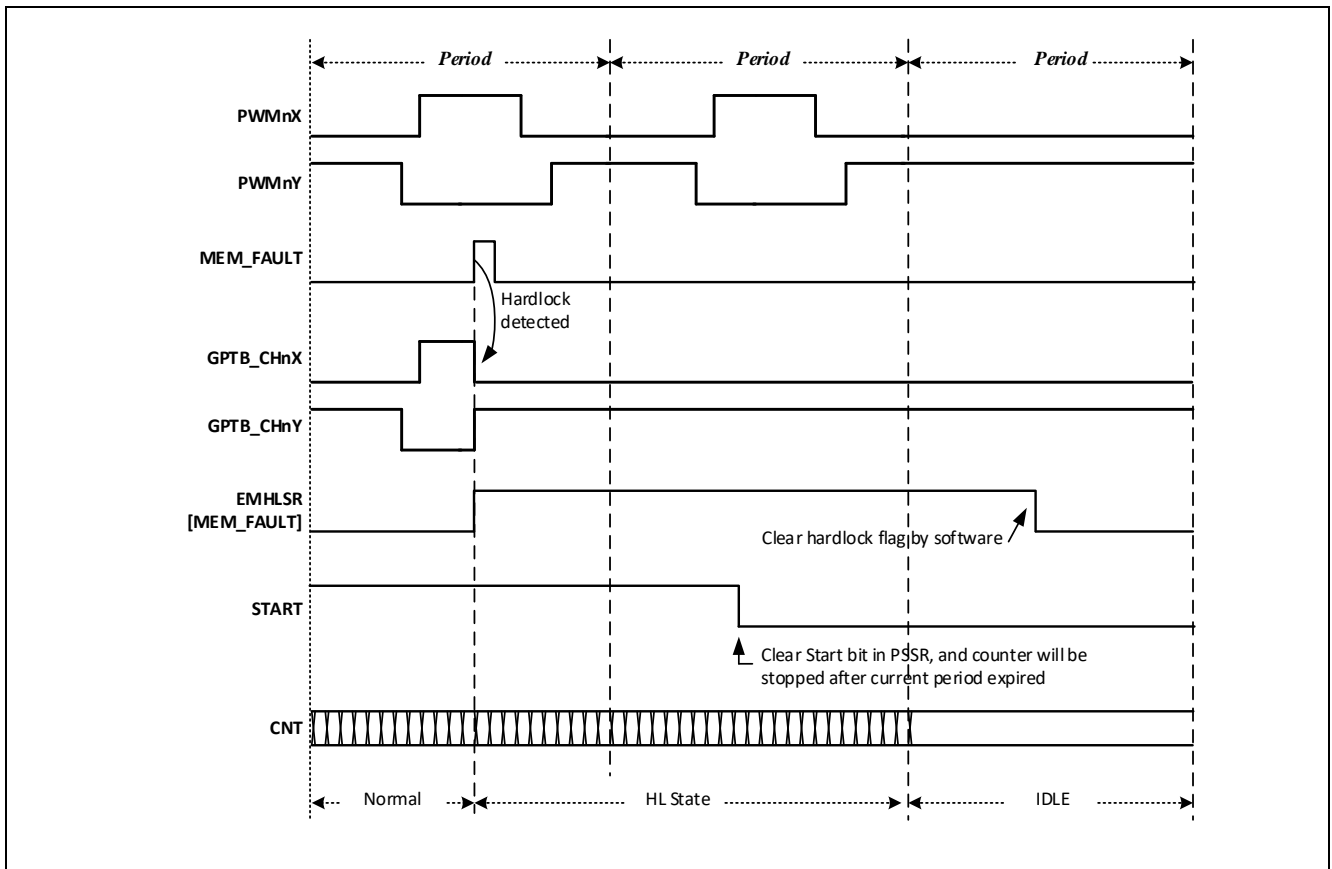 Period Period Period
PWMnX
PWMnY
MEM_FAULT
Hardlock
detected
GPTB_CHnX
GPTB_CHnY
EMHLSR
[MEM_FAULT]
Clear hardlock flag by software
START
Clear Start bit in PSSR, and counter will be
stopped after current period expired
CNT
Normal HL State IDLE